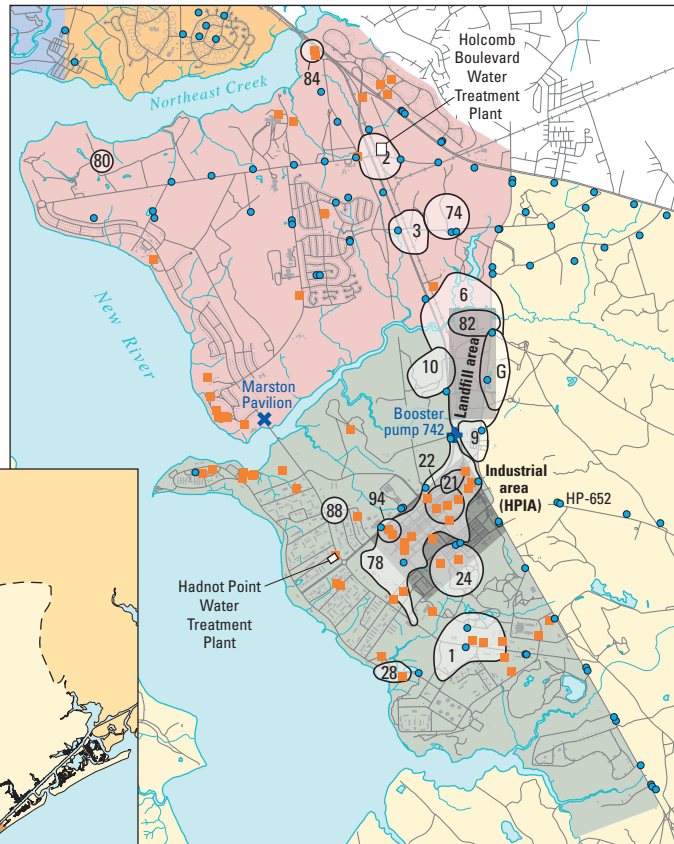 Holcomb
Boulevard
Water
Treatment
Plant
84
Northeast Creek
80
2
74
3
New River
6
82
Landfill area
10
G
Marston
Pavilion
Booster
pump 742
9
22
21
Industrial
area
(HPIA)
HP-652
94
88
78
24
Hadnot Point
Water
Treatment
Plant
1
28